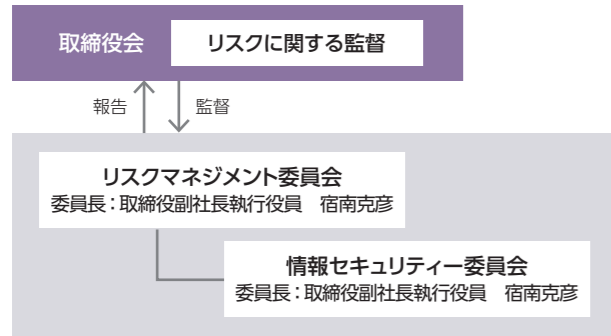 取締役会
リスクに関する監督
報告
監督
リスクマネジメント委員会
委員長：取締役副社長執行役員　宿南克彦
情報セキュリティー委員会
委員長：取締役副社長執行役員　宿南克彦